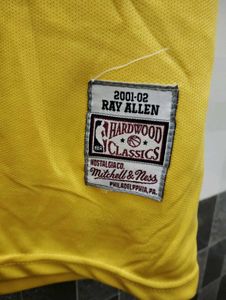 2001-02
RAY ALLEN
HARDWOOD
CLASSICS
NOSTALGIA CO.
Mitchell & Ness
PHILADELPHIA, PA.